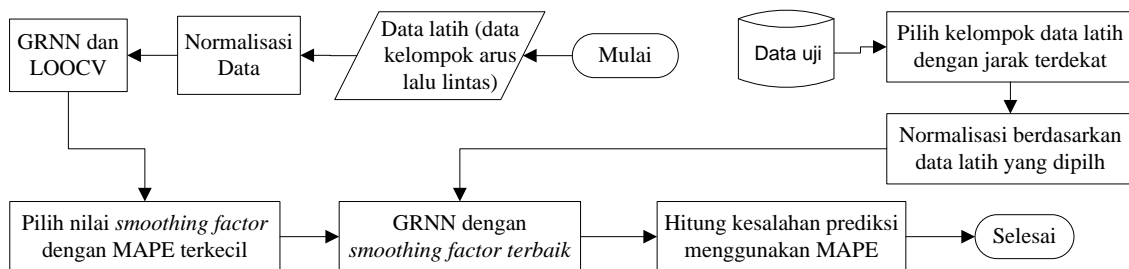 GRNN dan
LOOCV
Normalisasi
Data
Data latih (data
kelompok arus
lalu lintas)
Mulai
Data uji
Pilih kelompok data latih
dengan jarak terdekat
Normalisasi berdasarkan
data latih yang dipilh
Pilih nilai smoothing factor
dengan MAPE terkecil
GRNN dengan
smoothing factor terbaik
Hitung kesalahan prediksi
menggunakan MAPE
Selesai